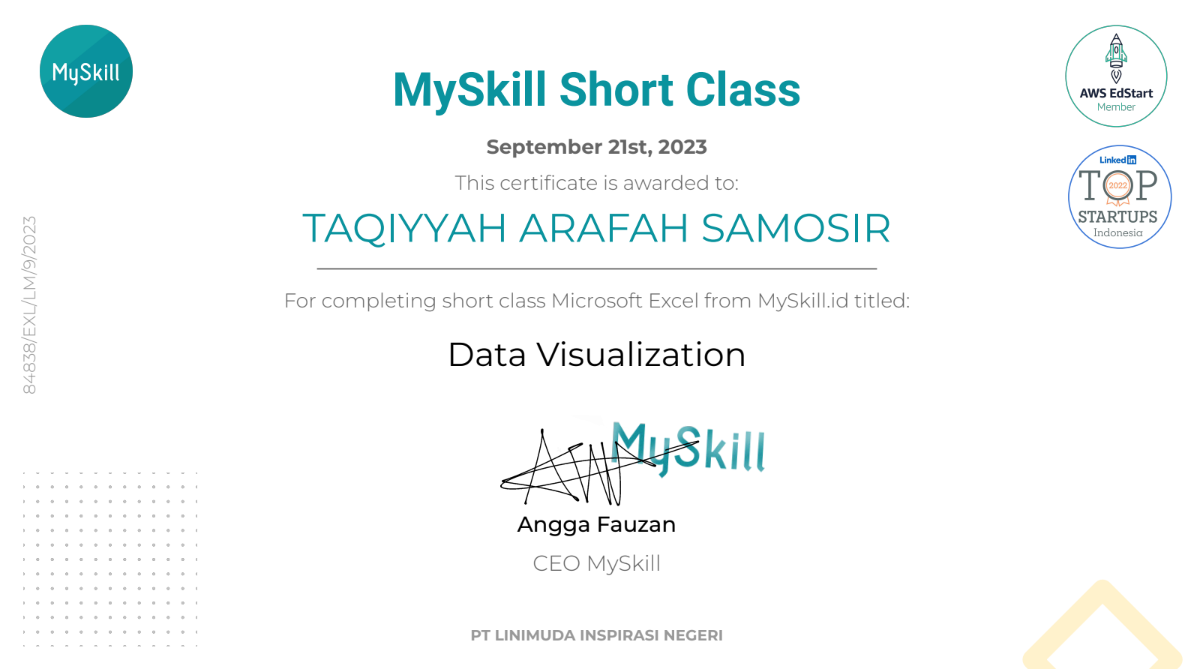 MySkill
MySkill Short Class
AWS EdStart
Member
September 21st, 2023
This certificate is awarded to:
TAQIYYAH ARAFAH SAMOSIR
LinkedIn
TOP
2022
STARTUPS
Indonesia
84838/EXL/LM/9/2023
For completing short class Microsoft Excel from MySkill.id titled:
Data Visualization
MySkill
Angga Fauzan
CEO MySkill
PT LINIMUDA INSPIRASI NEGERI